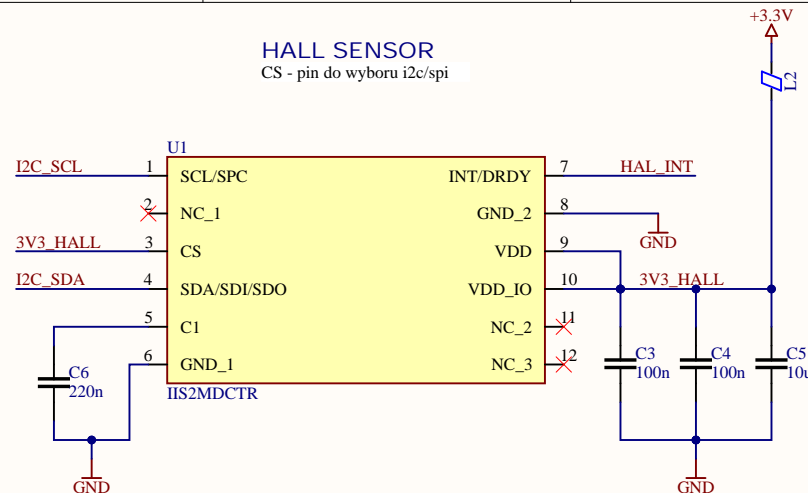 +3.3V
HALL SENSOR
CS - pin do wyboru i2c/spi
L2
U1
I2C_SCL 1 SCL/SPC INT/DRDY 7 HAL_INT
2 NC_1 GND_2 8
GND
3V3_HALL 3 CS VDD 9
I2C_SDA 4 SDA/SDI/SDO VDD_IO 10 3V3_HALL
5 C1 NC_2 11
6 GND_1 NC_3 12
C6
220n
C3
100n
C4
100n
C5
10u
IIS2MDCTR
GND
GND